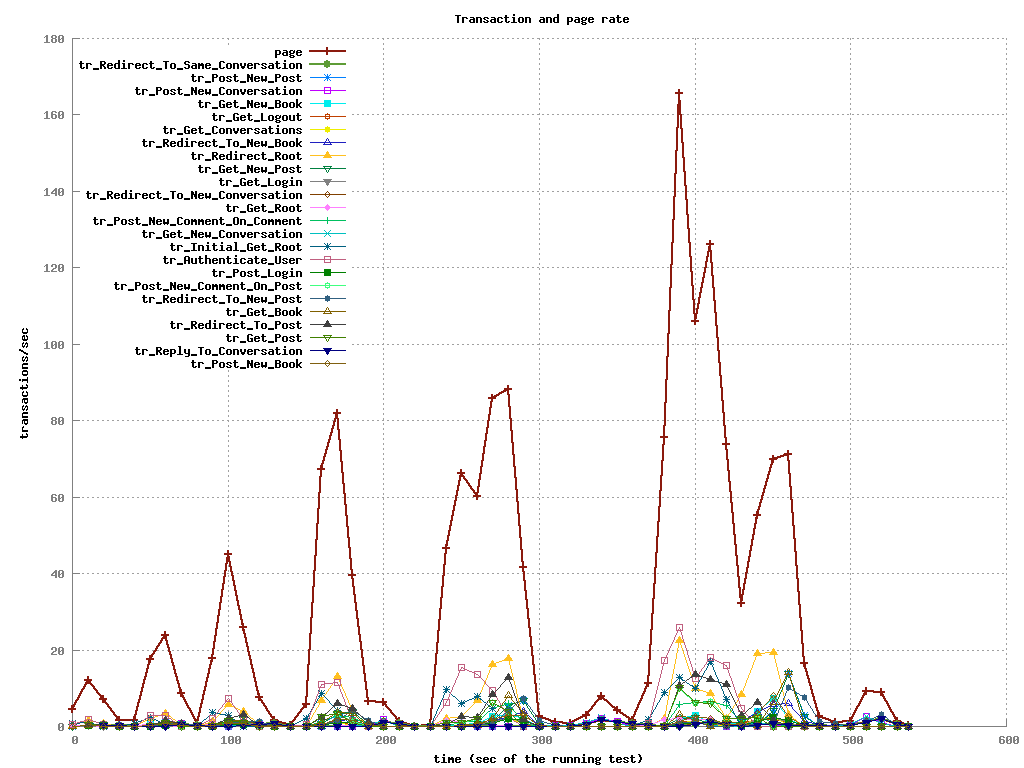 Transaction and page rate
180
160
140
120
100
80
60
40
20
0
transactions/sec
page
tr_Redirect_To_Same_Conversation
tr_Post_New_Post
tr_Post_New_Conversation
tr_Get_New_Book
tr_Get_Logout
tr_Get_Conversations
tr_Redirect_To_New_Book
tr_Redirect_Root
tr_Get_New_Post
tr_Get_Login
tr_Redirect_To_New_Conversation
tr_Get_Root
tr_Post_New_Comment_On_Comment
tr_Get_New_Conversation
tr_Initial_Get_Root
tr_Authenticate_User
tr_Post_Login
tr_Post_New_Comment_On_Post
tr_Redirect_To_New_Post
tr_Get_Book
tr_Redirect_To_Post
tr_Get_Post
tr_Reply_To_Conversation
tr_Post_New_Book
0 100 200 300 400 500 600
time (sec of the running test)